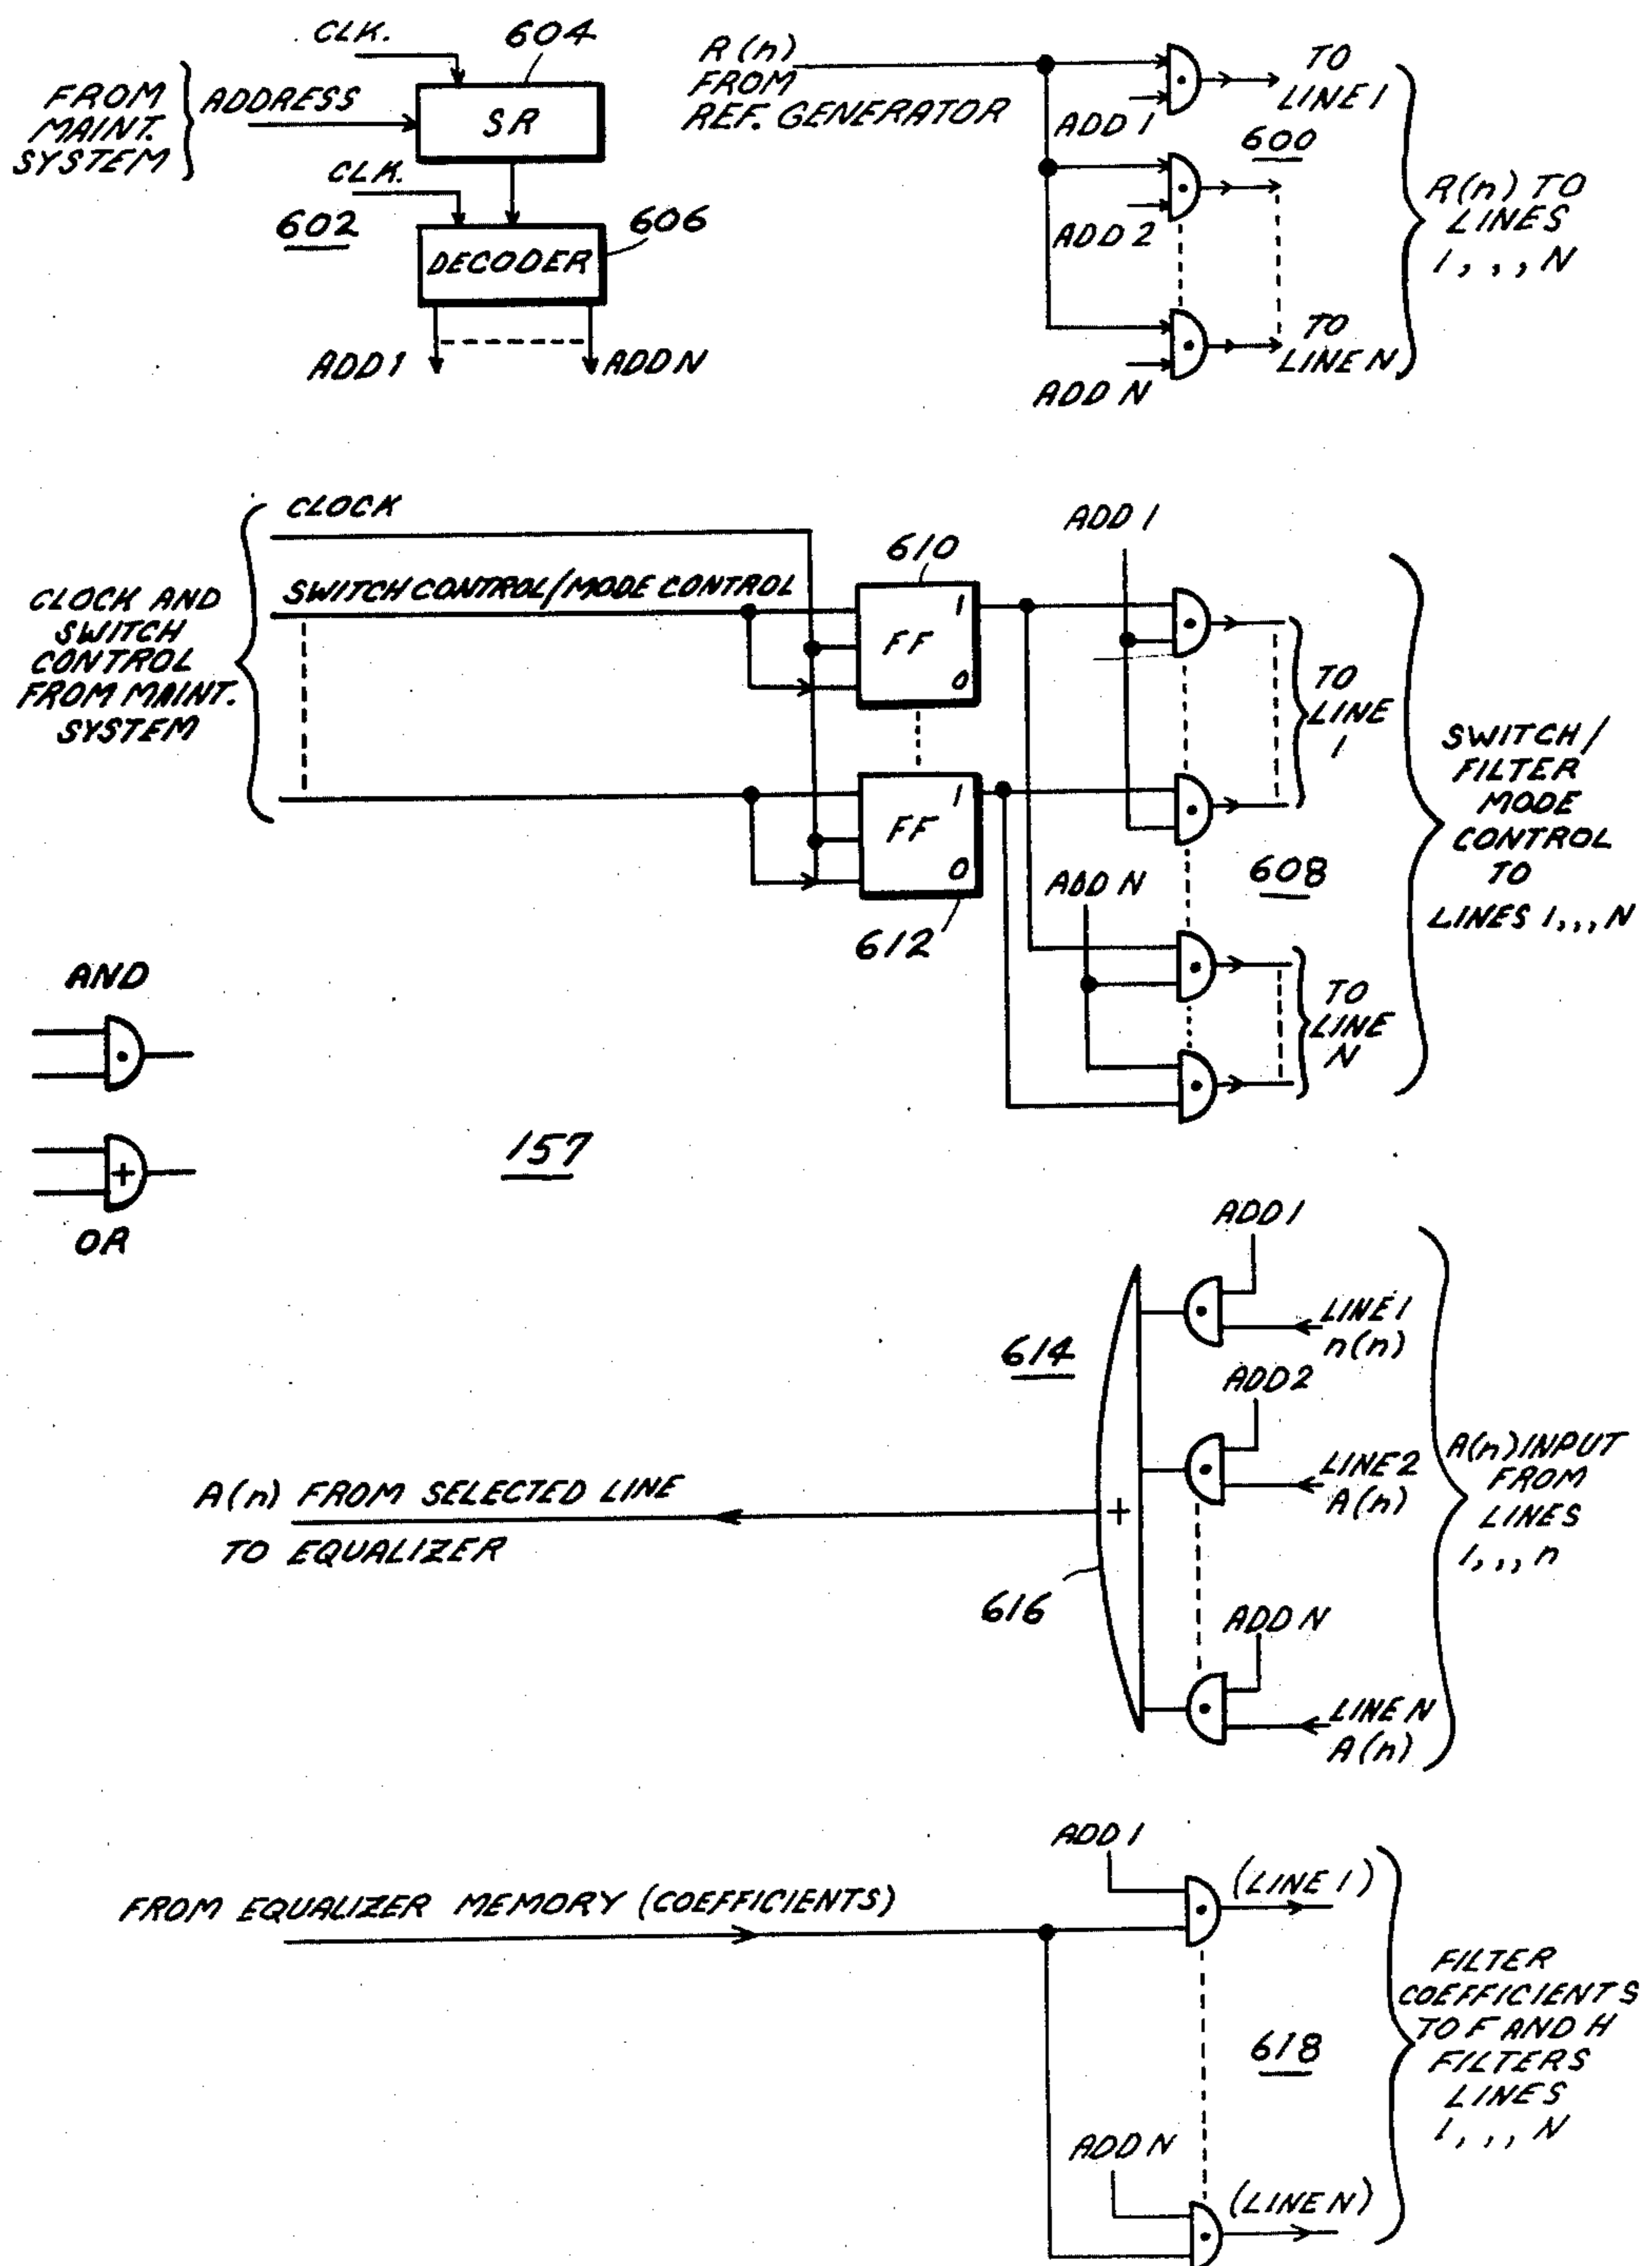 CLK.
604
FROM
MAINT.
SYSTEM
ADDRESS
SR
CLK.
602
606
DECODER
ADD 1
ADD N
R(n)
FROM
REF. GENERATOR
ADD 1
TO
LINE 1
600
ADD 2
TO
LINE N
ADD N
R(n) TO
LINES
1,,,N
CLOCK
SWITCH CONTROL/MODE CONTROL
CLOCK AND
SWITCH
CONTROL
FROM MAINT.
SYSTEM
610
1
FF
0
1
FF
0
612
ADD 1
TO
LINE
1
ADD N
608
TO
LINE
N
SWITCH/
FILTER
MODE
CONTROL
TO
LINES 1,,,N
AND
OR
157
ADD 1
LINE 1
n(n)
614
ADD 2
LINE 2
A(n)
+
616
ADD N
LINE N
A(n)
A(n) INPUT
FROM
LINES
1,,,n
A(n) FROM SELECTED LINE
TO EQUALIZER
ADD 1
(LINE 1)
FROM EQUALIZER MEMORY (COEFFICIENTS)
618
ADD N
(LINE N)
FILTER
COEFFICIENTS
TO F AND H
FILTERS
LINES
1,,,N